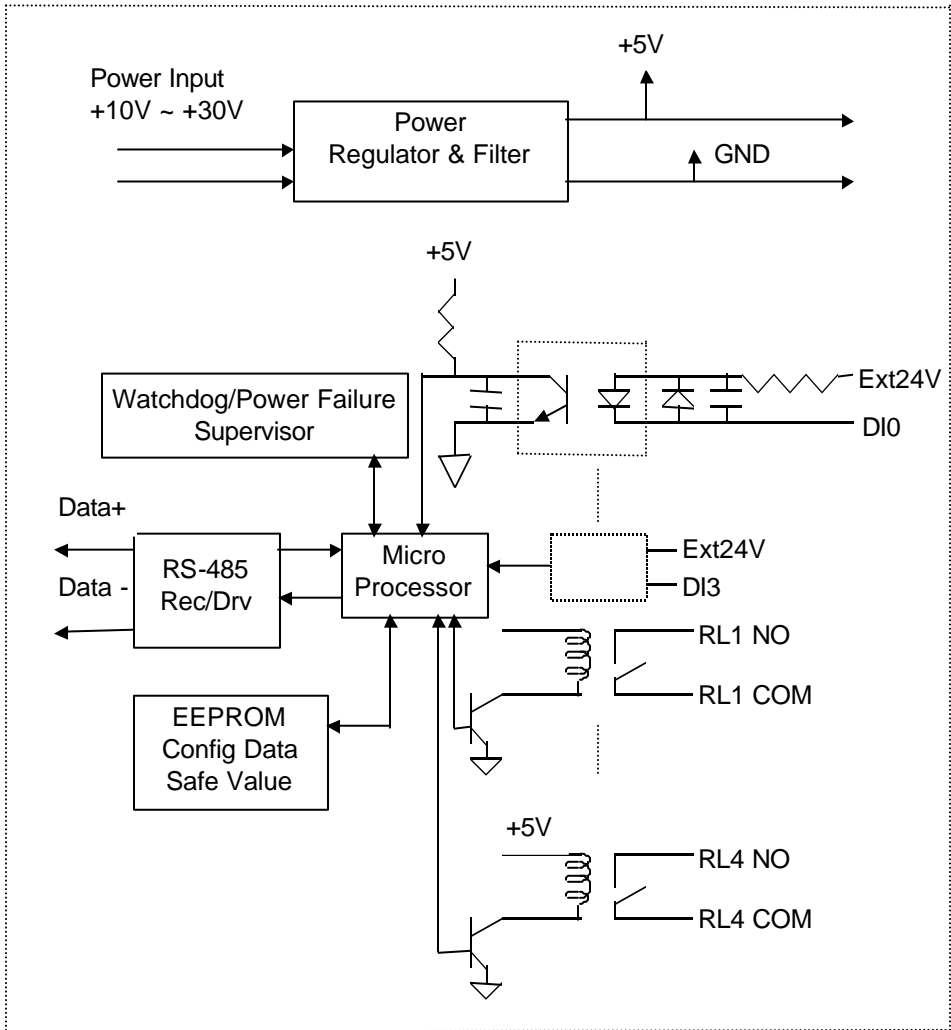 +5V
Power Input
+10V ~ +30V
Power
Regulator & Filter
GND
+5V
Ext24V
DI0
Watchdog/Power Failure
Supervisor
Data+
Data -
RS-485
Rec/Drv
Micro
Processor
Ext24V
DI3
RL1 NO
RL1 COM
EEPROM
Config Data
Safe Value
+5V
RL4 NO
RL4 COM